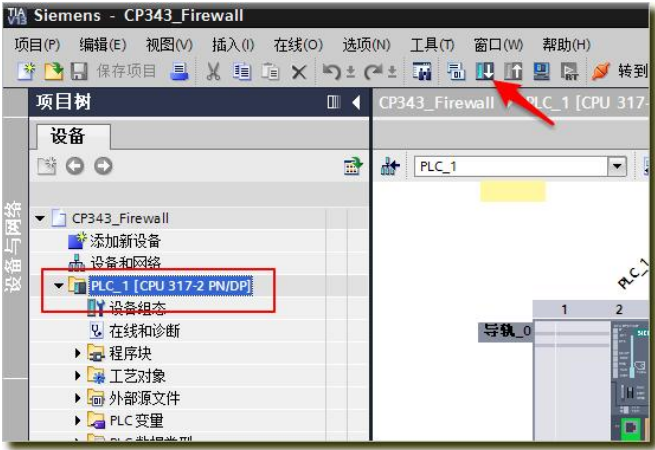 TIA V13 Siemens - CP343_Firewall
项目(P) 编辑(E) 视图(V) 插入(I) 在线(O) 选项(N) 工具(T) 窗口(W) 帮助(H)
保存项目 转到
项目树
CP343_Firewall PLC_1 [CPU 317-
设备
PLC_1
设备与网络
CP343_Firewall
添加新设备
设备和网络
PLC_1 [CPU 317-2 PN/DP]
设备组态
在线和诊断
程序块
工艺对象
外部源文件
PLC 变量
PLC_1
1 2
导轨_0